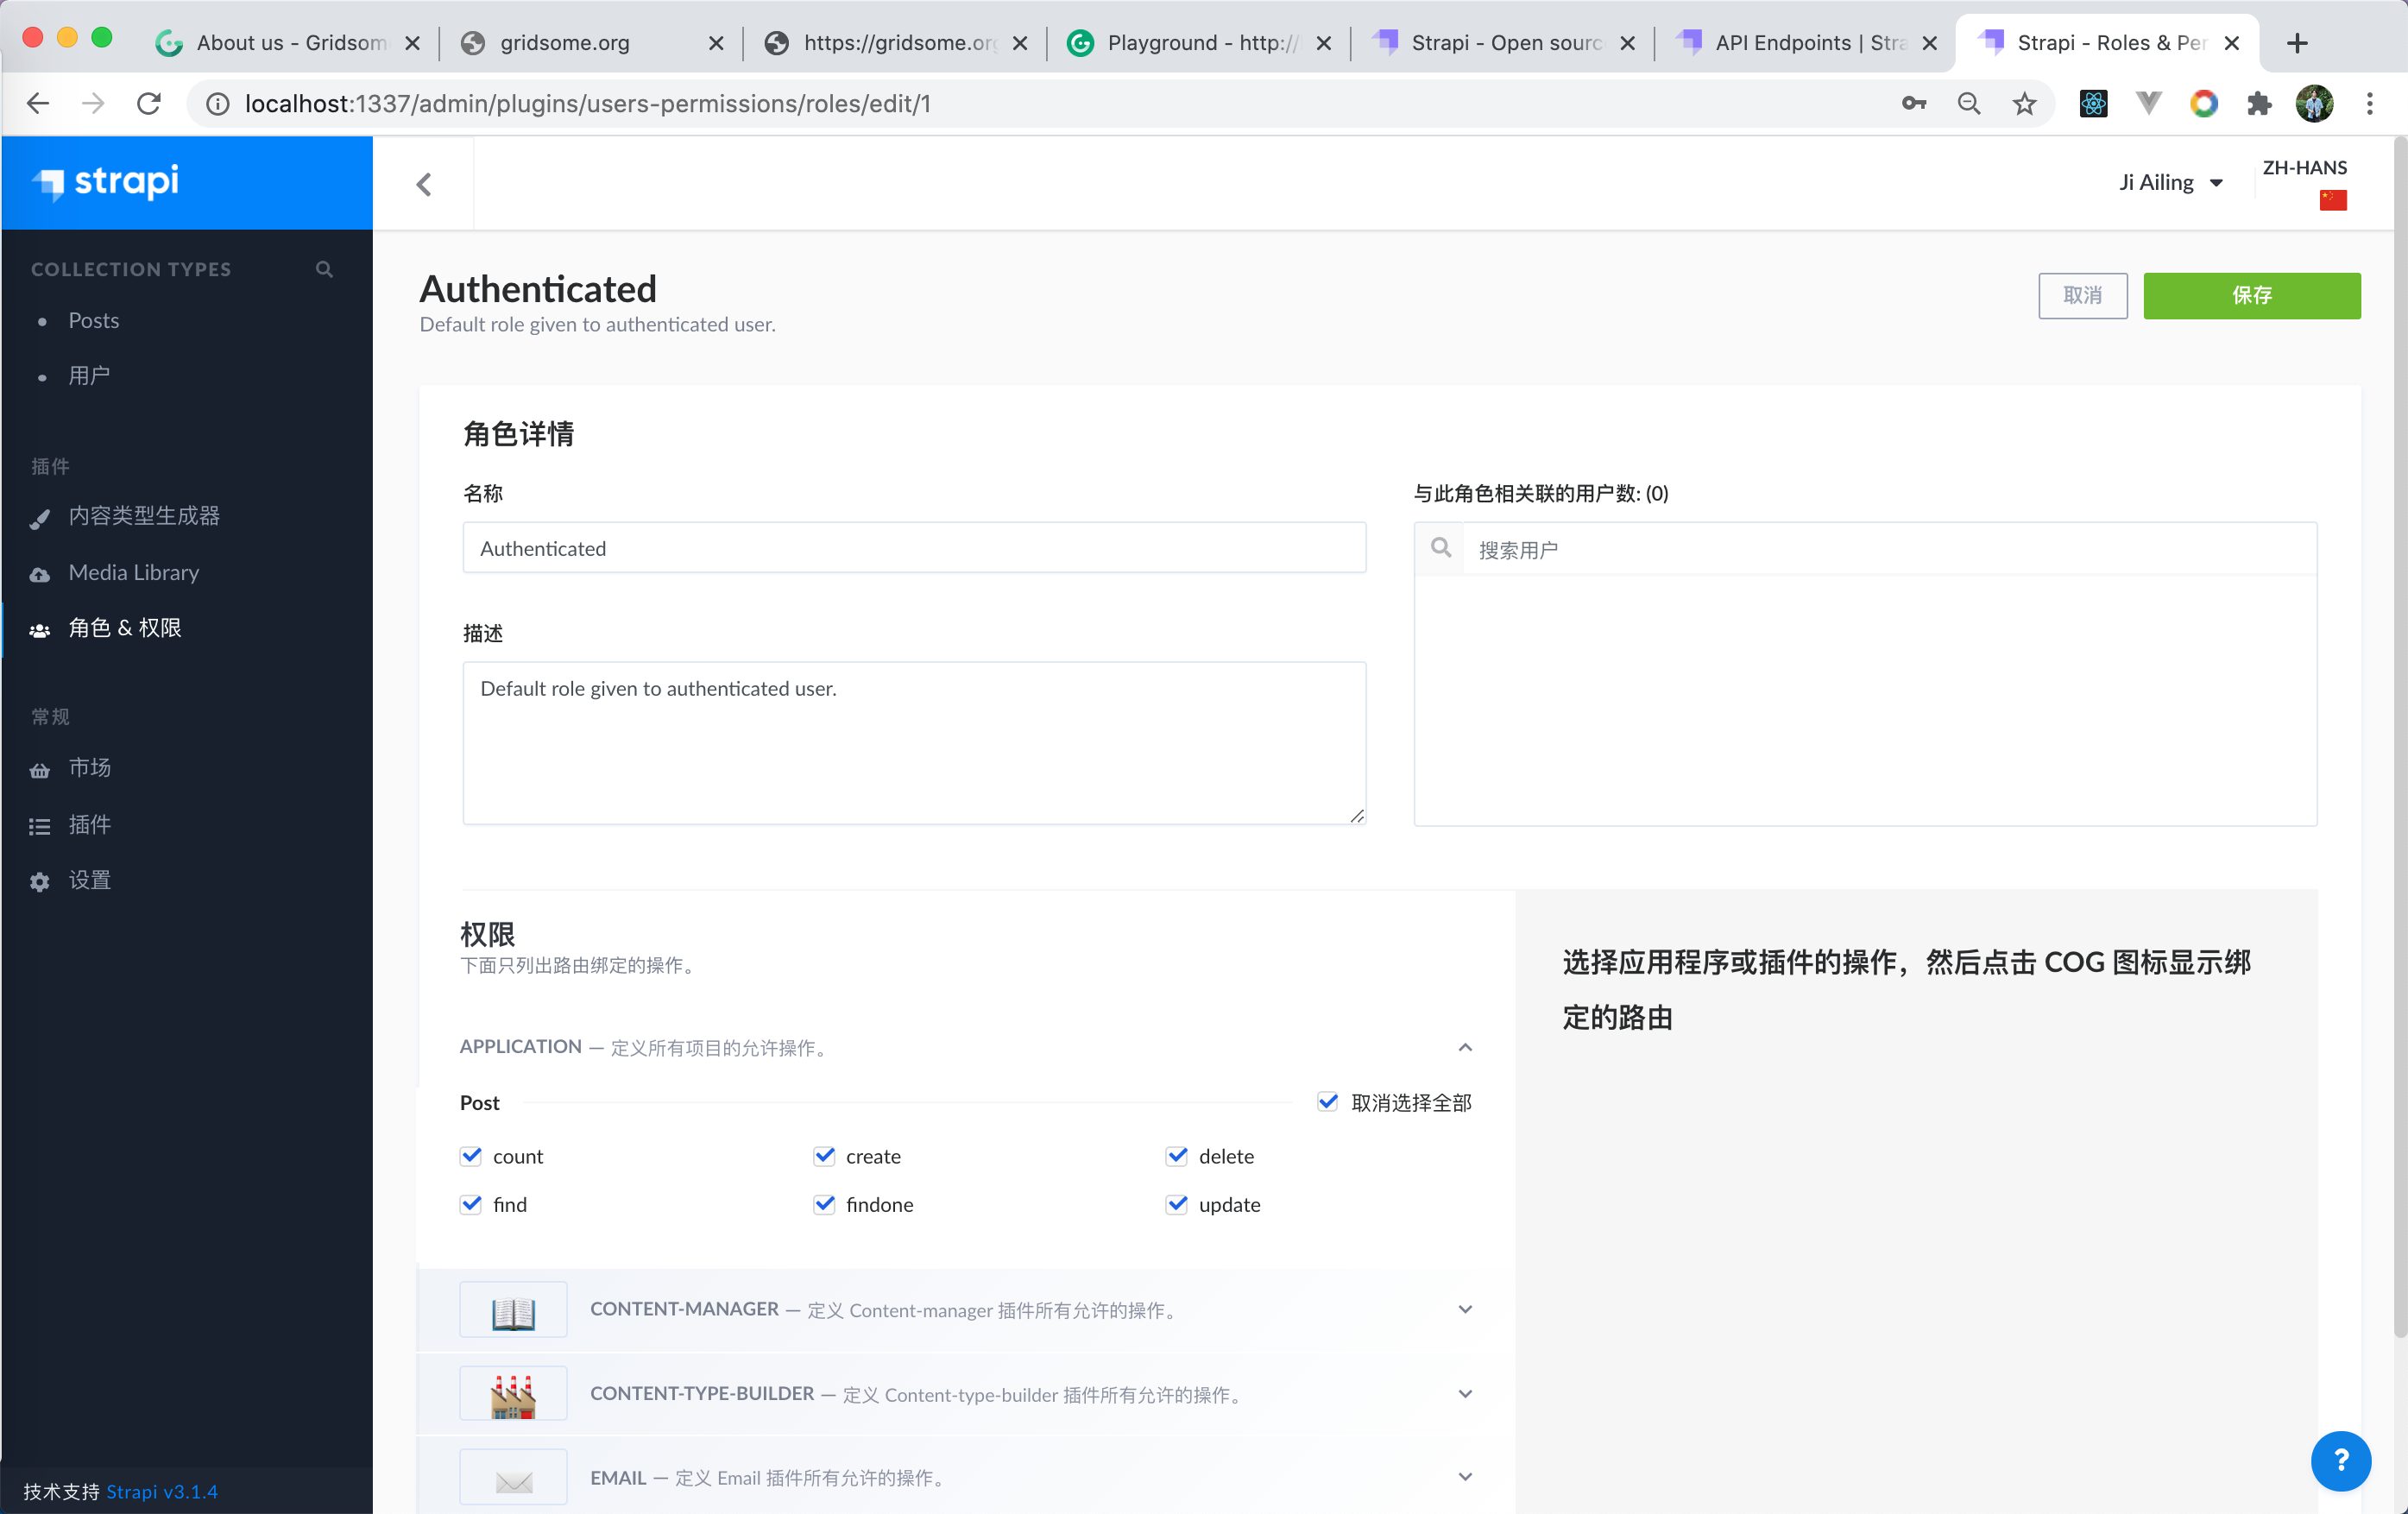 About us - Gridsom
gridsome.org
https://gridsome.org
Playground - http://
Strapi - Open sourc
API Endpoints | Stra
Strapi - Roles & Per
localhost:1337/admin/plugins/users-permissions/roles/edit/1
strapi
Ji Ailing
ZH-HANS
COLLECTION TYPES
Posts
用户
插件
内容类型生成器
Media Library
角色 & 权限
常规
市场
插件
设置
技术支持 Strapi v3.1.4
Authenticated
Default role given to authenticated user.
取消
保存
角色详情
名称
Authenticated
与此角色相关联的用户数: (0)
搜索用户
描述
Default role given to authenticated user.
权限
下面只列出路由绑定的操作。
选择应用程序或插件的操作，然后点击 COG 图标显示绑
定的路由
APPLICATION — 定义所有项目的允许操作。
Post
取消选择全部
count
create
delete
find
findone
update
CONTENT-MANAGER — 定义 Content-manager 插件所有允许的操作。
CONTENT-TYPE-BUILDER — 定义 Content-type-builder 插件所有允许的操作。
EMAIL — 定义 Email 插件所有允许的操作。
?